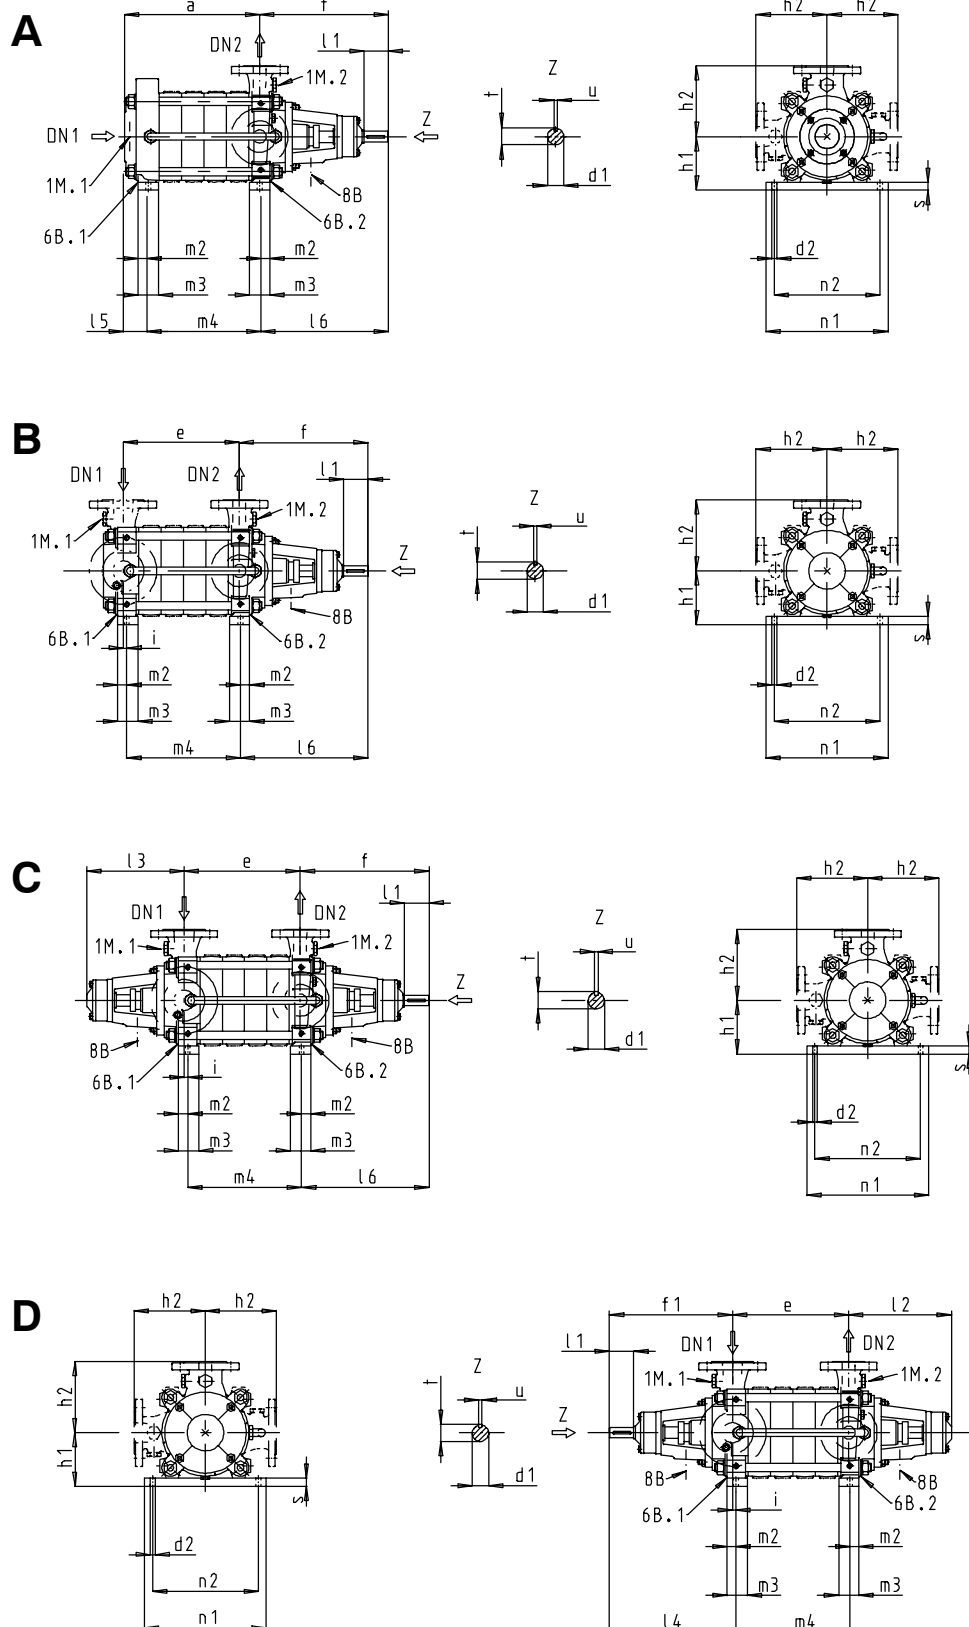 A
a
f
h2
h2
DN2
l1
1M.2
Z
t
u
h2
DN1
Z
d1
h1
1M.1
8B
s
6B.1
6B.2
m2
m2
d2
m3
m3
n2
l5
m4
l6
n1
B
e
f
h2
h2
DN1
DN2
l1
1M.2
Z
t
u
h2
1M.1
Z
d1
h1
8B
s
6B.1
i
6B.2
m2
m2
d2
m3
m3
n2
m4
l6
n1
C
l3
e
f
h2
h2
l1
DN1
DN2
Z
1M.1
1M.2
t
u
h2
Z
d1
h1
8B
8B
s
6B.1
i
6B.2
m2
m2
d2
m3
m3
n2
m4
l6
n1
D
h2
h2
f1
e
l2
l1
DN1
DN2
Z
1M.1
1M.2
t
u
h2
Z
h1
d1
s
8B
8B
6B.1
i
6B.2
d2
m2
m2
n2
m3
m3
n1
l4
m4